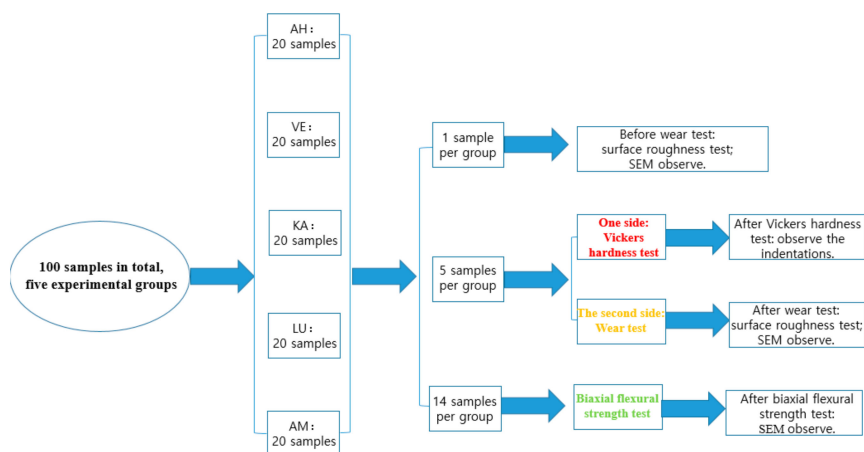 100 samples in total,
five experimental groups
AH：
20 samples
VE：
20 samples
KA：
20 samples
LU：
20 samples
AM：
20 samples
1 sample
per group
Before wear test:
surface roughness test;
SEM observe.
5 samples
per group
One side:
Vickers
hardness test
After Vickers hardness
test: observe the
indentations.
The second side:
Wear test
After wear test:
surface roughness test;
SEM observe.
14 samples
per group
Biaxial flexural
strength test
After biaxial flexural
strength test:
SEM observe.